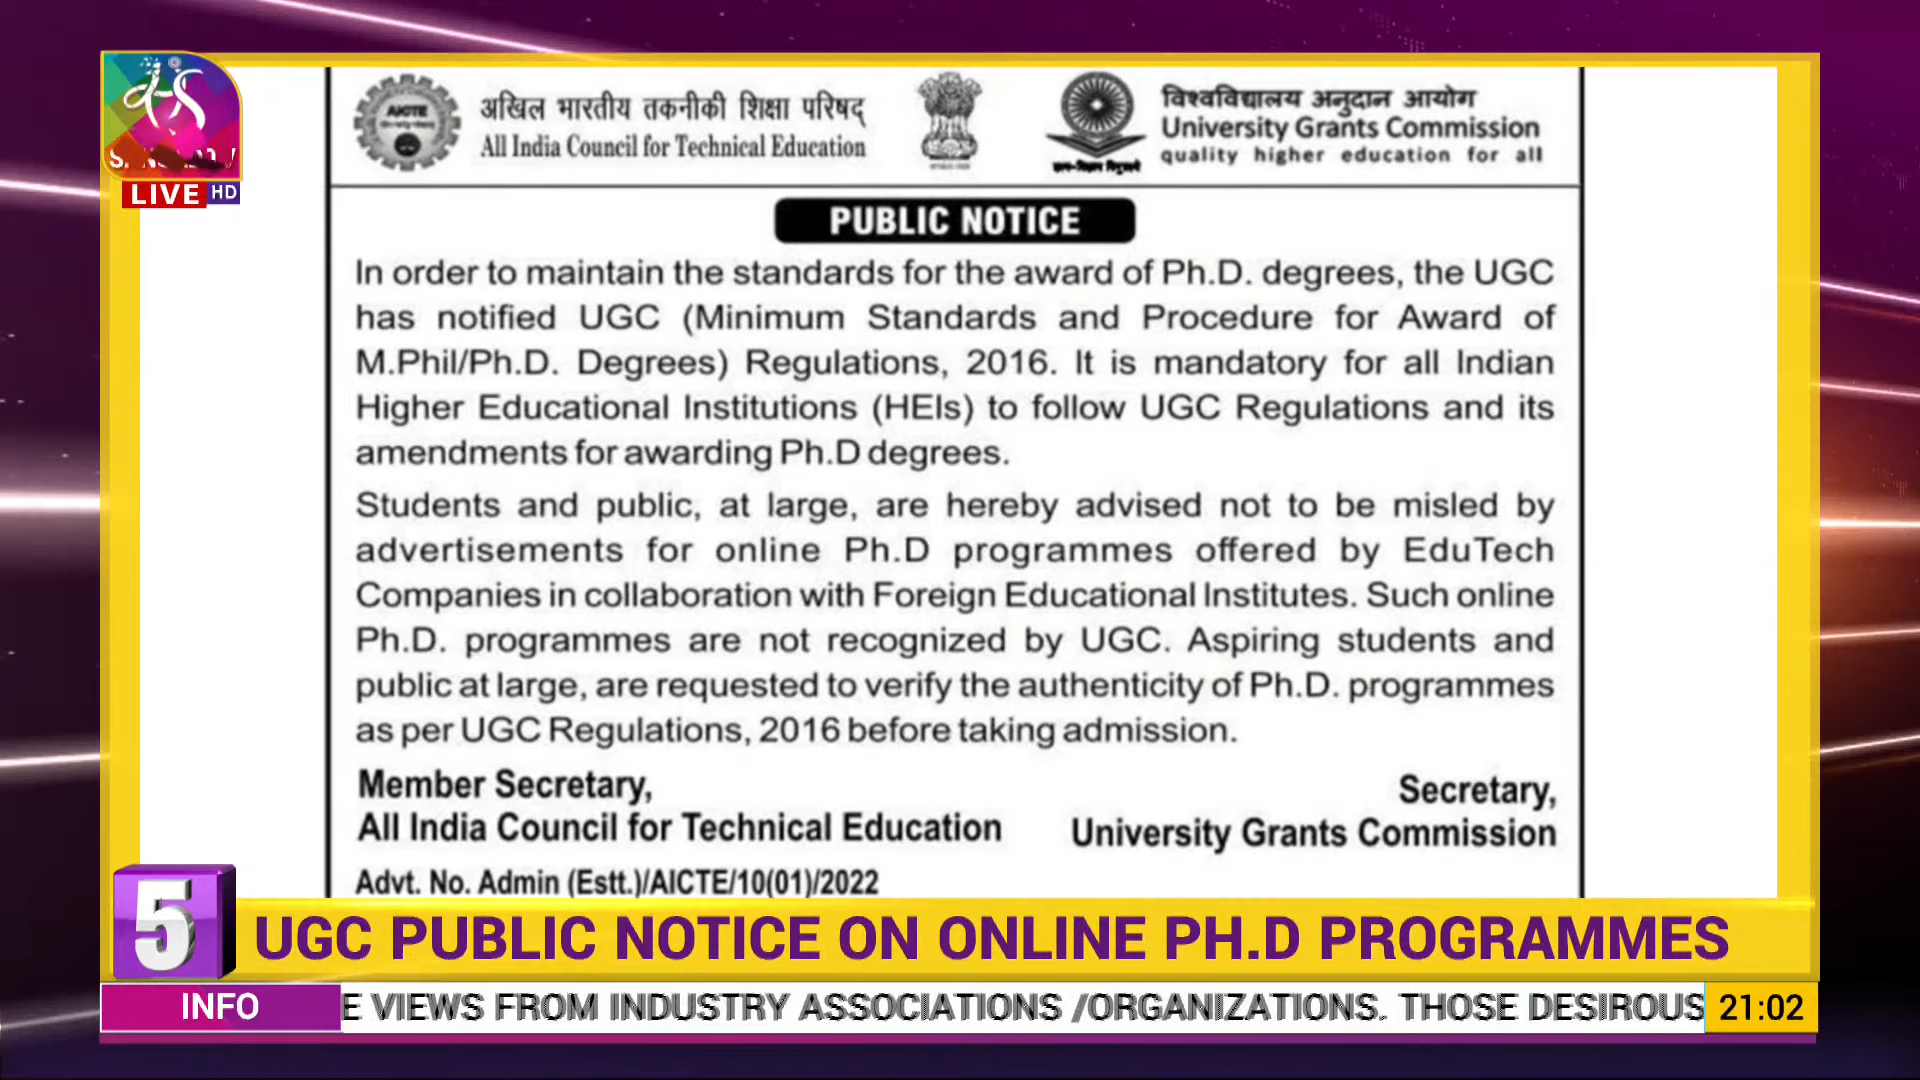 AICTE
अखिल भारतीय तकनीकी शिक्षा परिषद्
All India Council for Technical Education
विश्वविद्यालय अनुदान आयोग
University Grants Commission
quality higher education for all
LIVE HD
PUBLIC NOTICE
In order to maintain the standards for the award of Ph.D. degrees, the UGC
has notified UGC (Minimum Standards and Procedure for Award of
M.Phil/Ph.D. Degrees) Regulations, 2016. It is mandatory for all Indian
Higher Educational Institutions (HEIs) to follow UGC Regulations and its
amendments for awarding Ph.D degrees.
Students and public, at large, are hereby advised not to be misled by
advertisements for online Ph.D programmes offered by EduTech
Companies in collaboration with Foreign Educational Institutes. Such online
Ph.D. programmes are not recognized by UGC. Aspiring students and
public at large, are requested to verify the authenticity of Ph.D. programmes
as per UGC Regulations, 2016 before taking admission.
Member Secretary,
All India Council for Technical Education
Secretary,
University Grants Commission
Advt. No. Admin (Estt.)/AICTE/10(01)/2022
5
UGC PUBLIC NOTICE ON ONLINE PH.D PROGRAMMES
INFO
E VIEWS FROM INDUSTRY ASSOCIATIONS /ORGANIZATIONS. THOSE DESIROUS
21:02